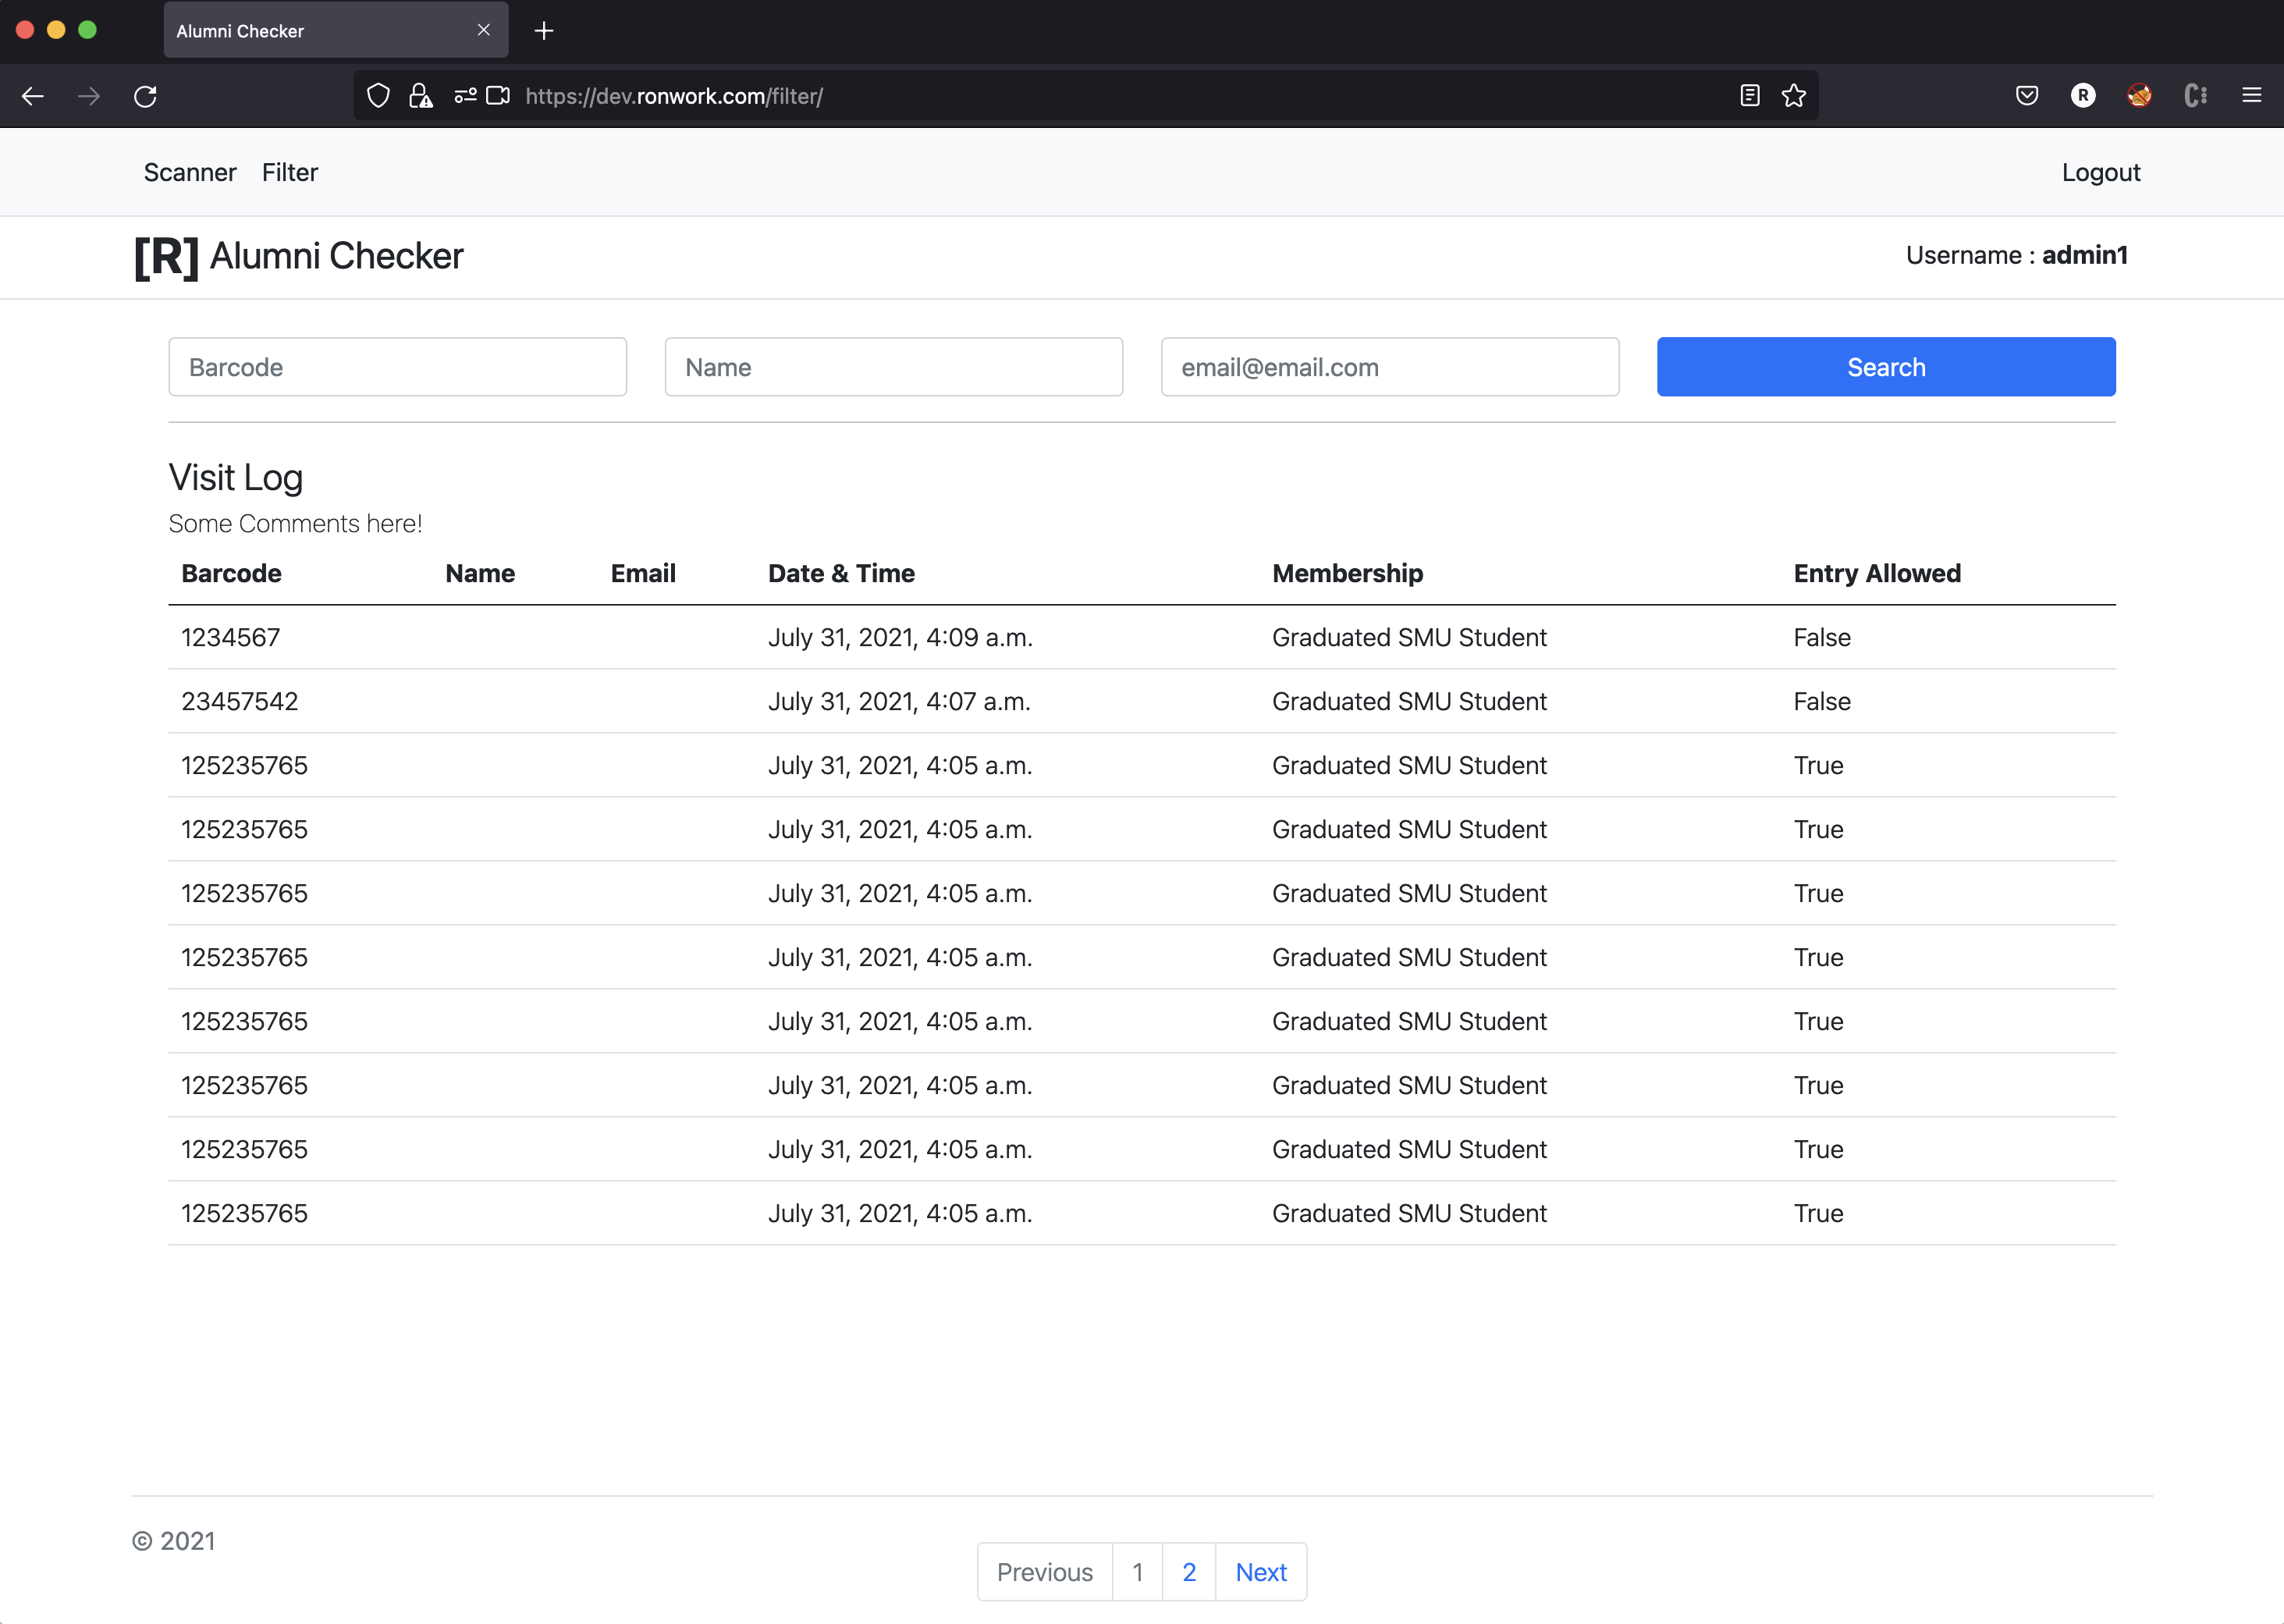 Alumni Checker
https://dev.ronwork.com/filter/
R
Scanner Filter Logout
[R] Alumni Checker Username : admin1
Barcode Name email@email.com Search
Visit Log
Some Comments here!
Barcode Name Email Date & Time Membership Entry Allowed
1234567 July 31, 2021, 4:09 a.m. Graduated SMU Student False
23457542 July 31, 2021, 4:07 a.m. Graduated SMU Student False
125235765 July 31, 2021, 4:05 a.m. Graduated SMU Student True
125235765 July 31, 2021, 4:05 a.m. Graduated SMU Student True
125235765 July 31, 2021, 4:05 a.m. Graduated SMU Student True
125235765 July 31, 2021, 4:05 a.m. Graduated SMU Student True
125235765 July 31, 2021, 4:05 a.m. Graduated SMU Student True
125235765 July 31, 2021, 4:05 a.m. Graduated SMU Student True
125235765 July 31, 2021, 4:05 a.m. Graduated SMU Student True
125235765 July 31, 2021, 4:05 a.m. Graduated SMU Student True
© 2021
Previous 1 2 Next